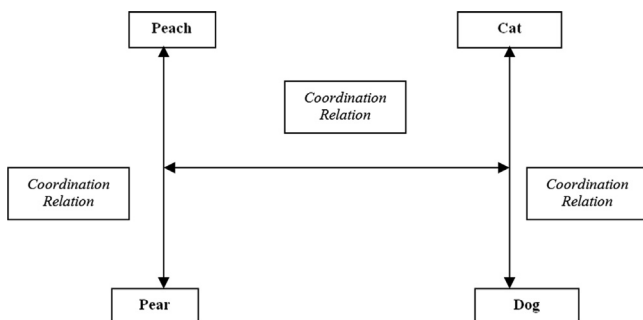 Peach
Cat
Coordination
Relation
Coordination
Relation
Coordination
Relation
Pear
Dog